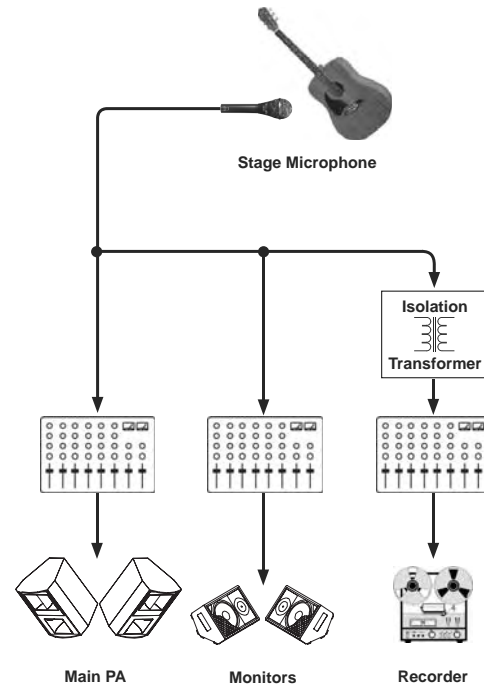 Stage Microphone
Isolation
Transformer
Main PA
Monitors
Recorder